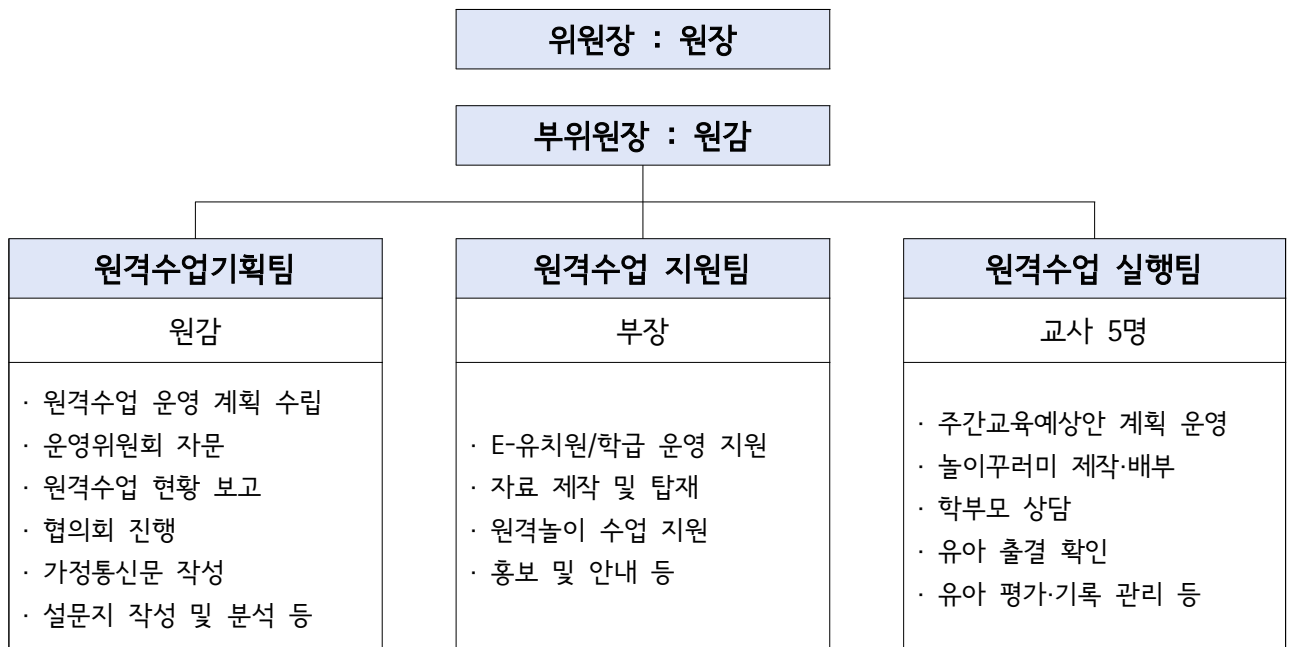 위원장 : 원장
부위원장 : 원감
원격수업기획팀
원감
· 원격수업 운영 계획 수립
· 운영위원회 자문
· 원격수업 현황 보고
· 협의회 진행
· 가정통신문 작성
· 설문지 작성 및 분석 등
원격수업 지원팀
부장
· E-유치원/학급 운영 지원
· 자료 제작 및 탑재
· 원격놀이 수업 지원
· 홍보 및 안내 등
원격수업 실행팀
교사 5명
· 주간교육예상안 계획 운영
· 놀이꾸러미 제작·배부
· 학부모 상담
· 유아 출결 확인
· 유아 평가·기록 관리 등